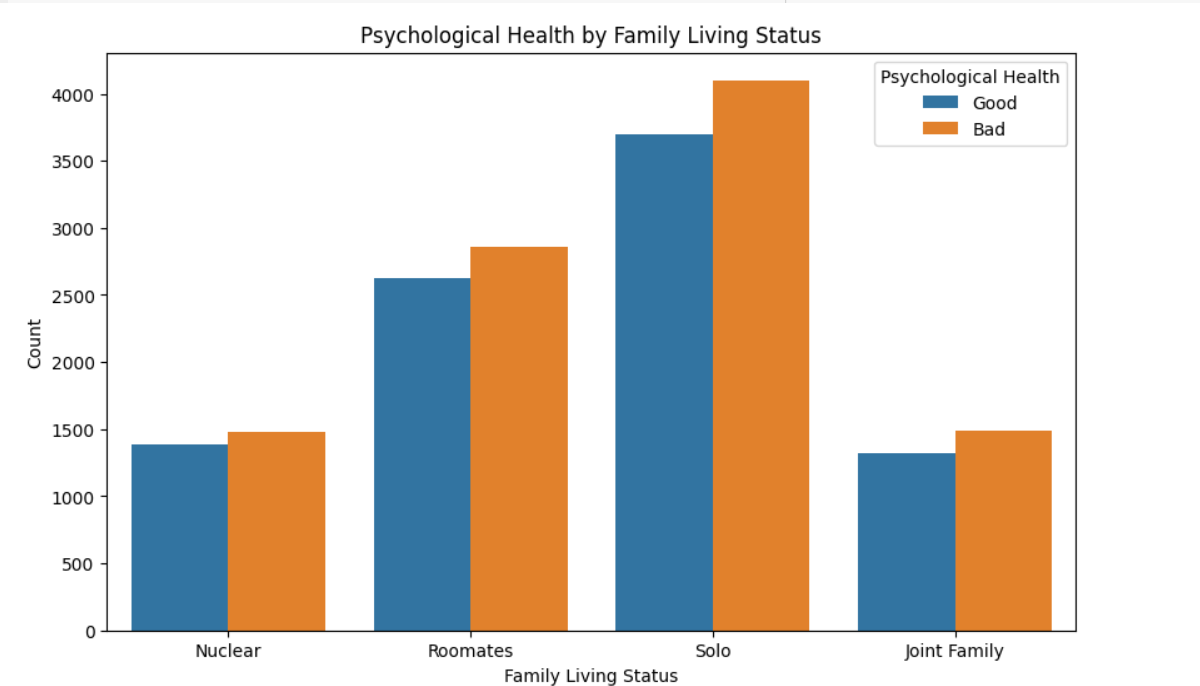 Psychological Health by Family Living Status
Psychological Health
Good
Bad
Count
4000
3500
3000
2500
2000
1500
1000
500
0
Nuclear Roomates Solo Joint Family
Family Living Status